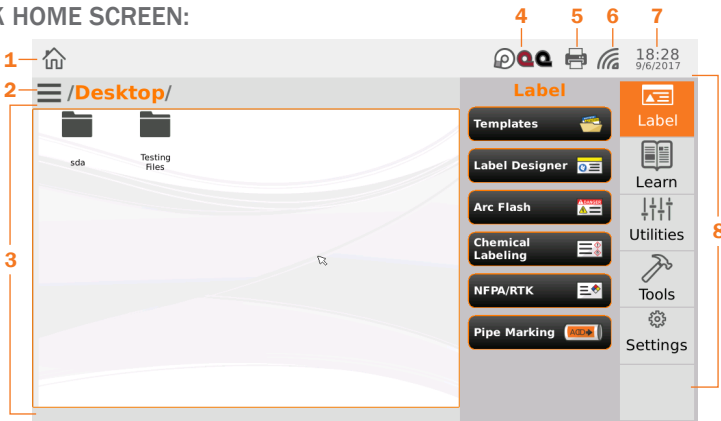 K HOME SCREEN:
4 5 6 7
1
18:28
9/6/2017
2
/Desktop/
Label
sda
Testing
Files
Templates
Label Designer
Arc Flash
DANGER
Chemical
Labeling
NFPA/RTK
Pipe Marking
Label
Learn
Utilities
Tools
Settings
3
8